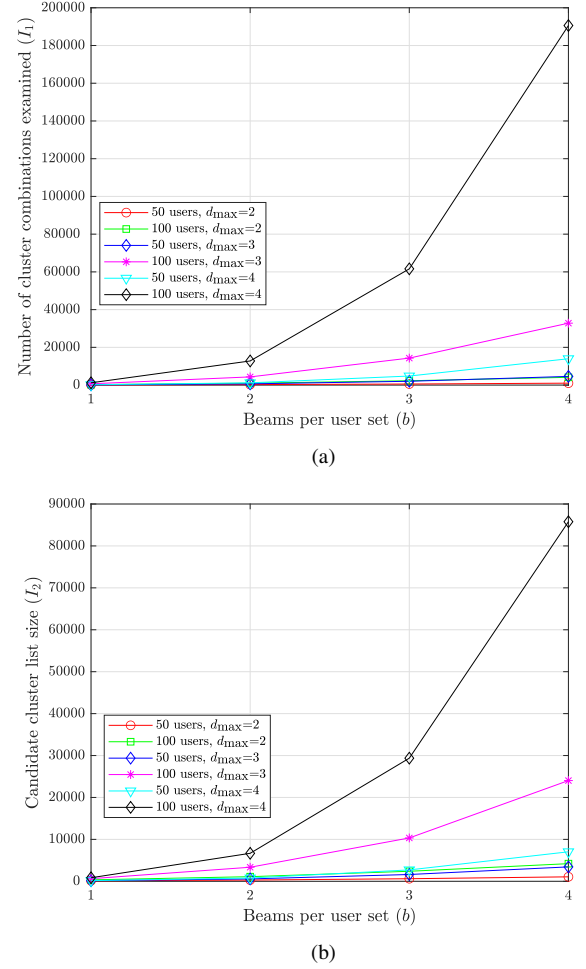 200000
180000
160000
140000
120000
100000
80000
60000
40000
20000
0
Number of cluster combinations examined (I₁)
50 users, dmax=2
100 users, dmax=2
50 users, dmax=3
100 users, dmax=3
50 users, dmax=4
100 users, dmax=4
1 2 3 4
Beams per user set (b)
(a)
90000
80000
70000
60000
50000
40000
30000
20000
10000
0
Candidate cluster list size (I₂)
50 users, dmax=2
100 users, dmax=2
50 users, dmax=3
100 users, dmax=3
50 users, dmax=4
100 users, dmax=4
1 2 3 4
Beams per user set (b)
(b)